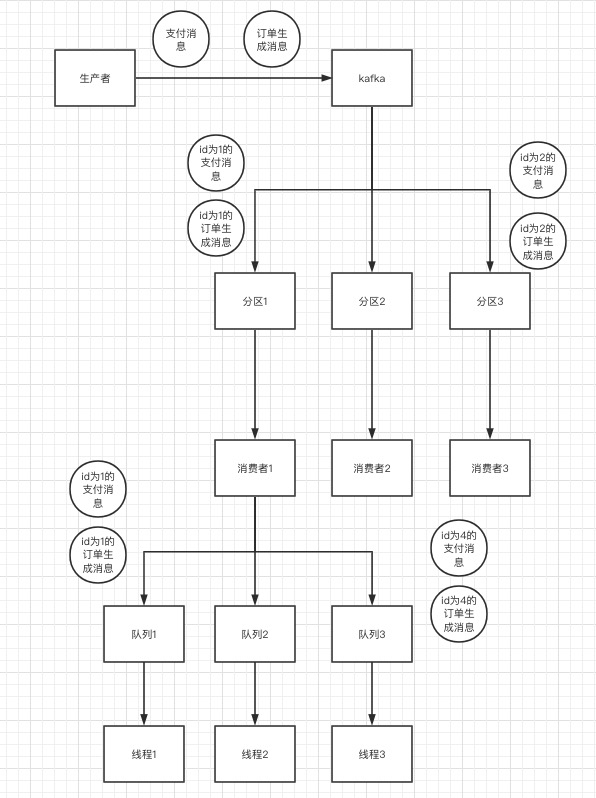 支付消
息
订单生
成消息
生产者
kafka
id为1的
支付消
息
id为2的
支付消
息
id为1的
订单生
成消息
id为2的
订单生
成消息
分区1
分区2
分区3
消费者1
消费者2
消费者3
id为1的
支付消
息
id为1的
订单生
成消息
id为4的
支付消
息
id为4的
订单生
成消息
队列1
队列2
队列3
线程1
线程2
线程3